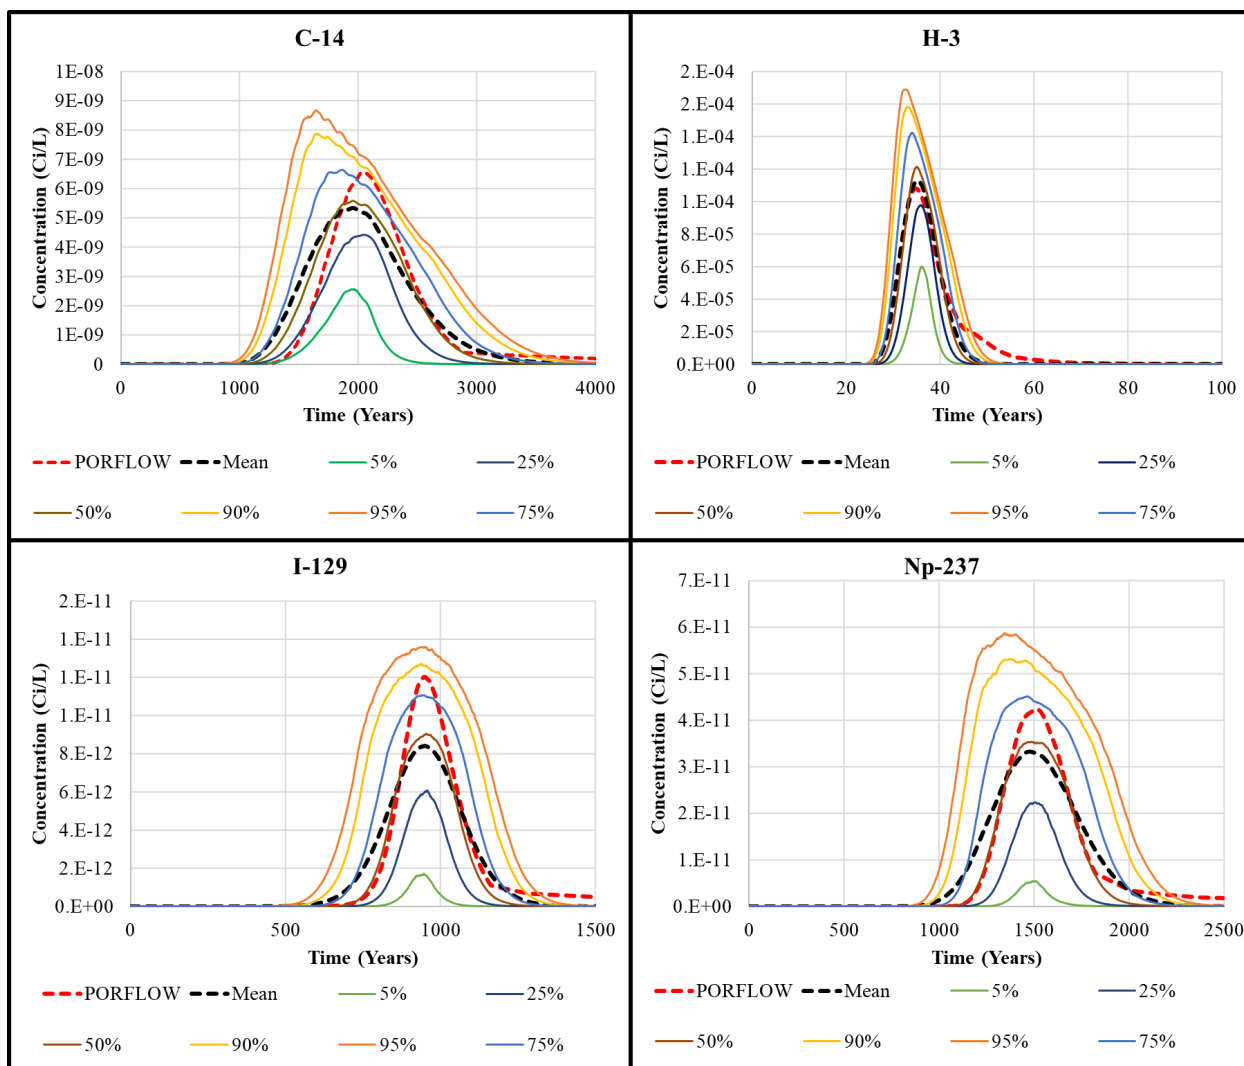 C-14
1E-08
9E-09
8E-09
7E-09
6E-09
5E-09
4E-09
3E-09
2E-09
1E-09
0
Concentration (Ci/L)
0 1000 2000 3000 4000
Time (Years)
PORFLOW Mean 5% 25%
50% 90% 95% 75%
H-3
2.E-04
2.E-04
1.E-04
1.E-04
1.E-04
8.E-05
6.E-05
4.E-05
2.E-05
0.E+00
Concentration (Ci/L)
0 20 40 60 80 100
Time (Years)
PORFLOW Mean 5% 25%
50% 90% 95% 75%
I-129
2.E-11
1.E-11
1.E-11
1.E-11
8.E-12
6.E-12
4.E-12
2.E-12
0.E+00
Concentration (Ci/L)
0 500 1000 1500
Time (Years)
PORFLOW Mean 5% 25%
50% 90% 95% 75%
Np-237
7.E-11
6.E-11
5.E-11
4.E-11
3.E-11
2.E-11
1.E-11
0.E+00
Concentration (Ci/L)
0 500 1000 1500 2000 2500
Time (Years)
PORFLOW Mean 5% 25%
50% 90% 95% 75%